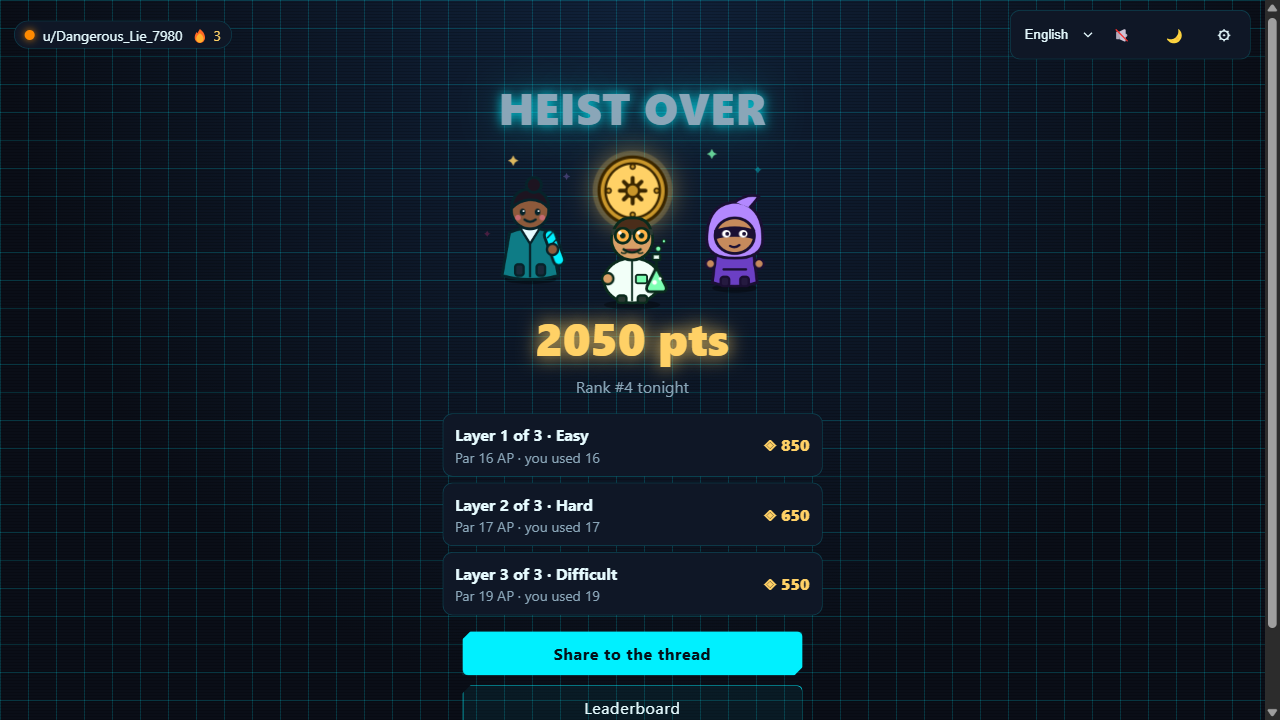 u/Dangerous_Lie_7980 🔥 3
English
HEIST OVER
2050 pts
Rank #4 tonight
Layer 1 of 3 · Easy
Par 16 AP · you used 16
850
Layer 2 of 3 · Hard
Par 17 AP · you used 17
650
Layer 3 of 3 · Difficult
Par 19 AP · you used 19
550
Share to the thread
Leaderboard